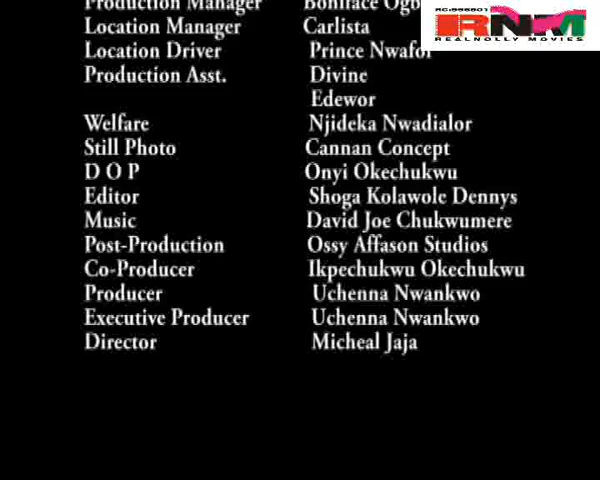 Production Manager Boniface Ogb
Location Manager Carlista
Location Driver Prince Nwafor
Production Asst. Divine
Edewor
Welfare Njideka Nwadialor
Still Photo Cannan Concept
D O P Onyi Okechukwu
Editor Shoga Kolawole Dennys
Music David Joe Chukwumere
Post-Production Ossy Affason Studios
Co-Producer Ikpechukwu Okechukwu
Producer Uchenna Nwankwo
Executive Producer Uchenna Nwankwo
Director Micheal Jaja
RNM
REALNOLLY MOVIES